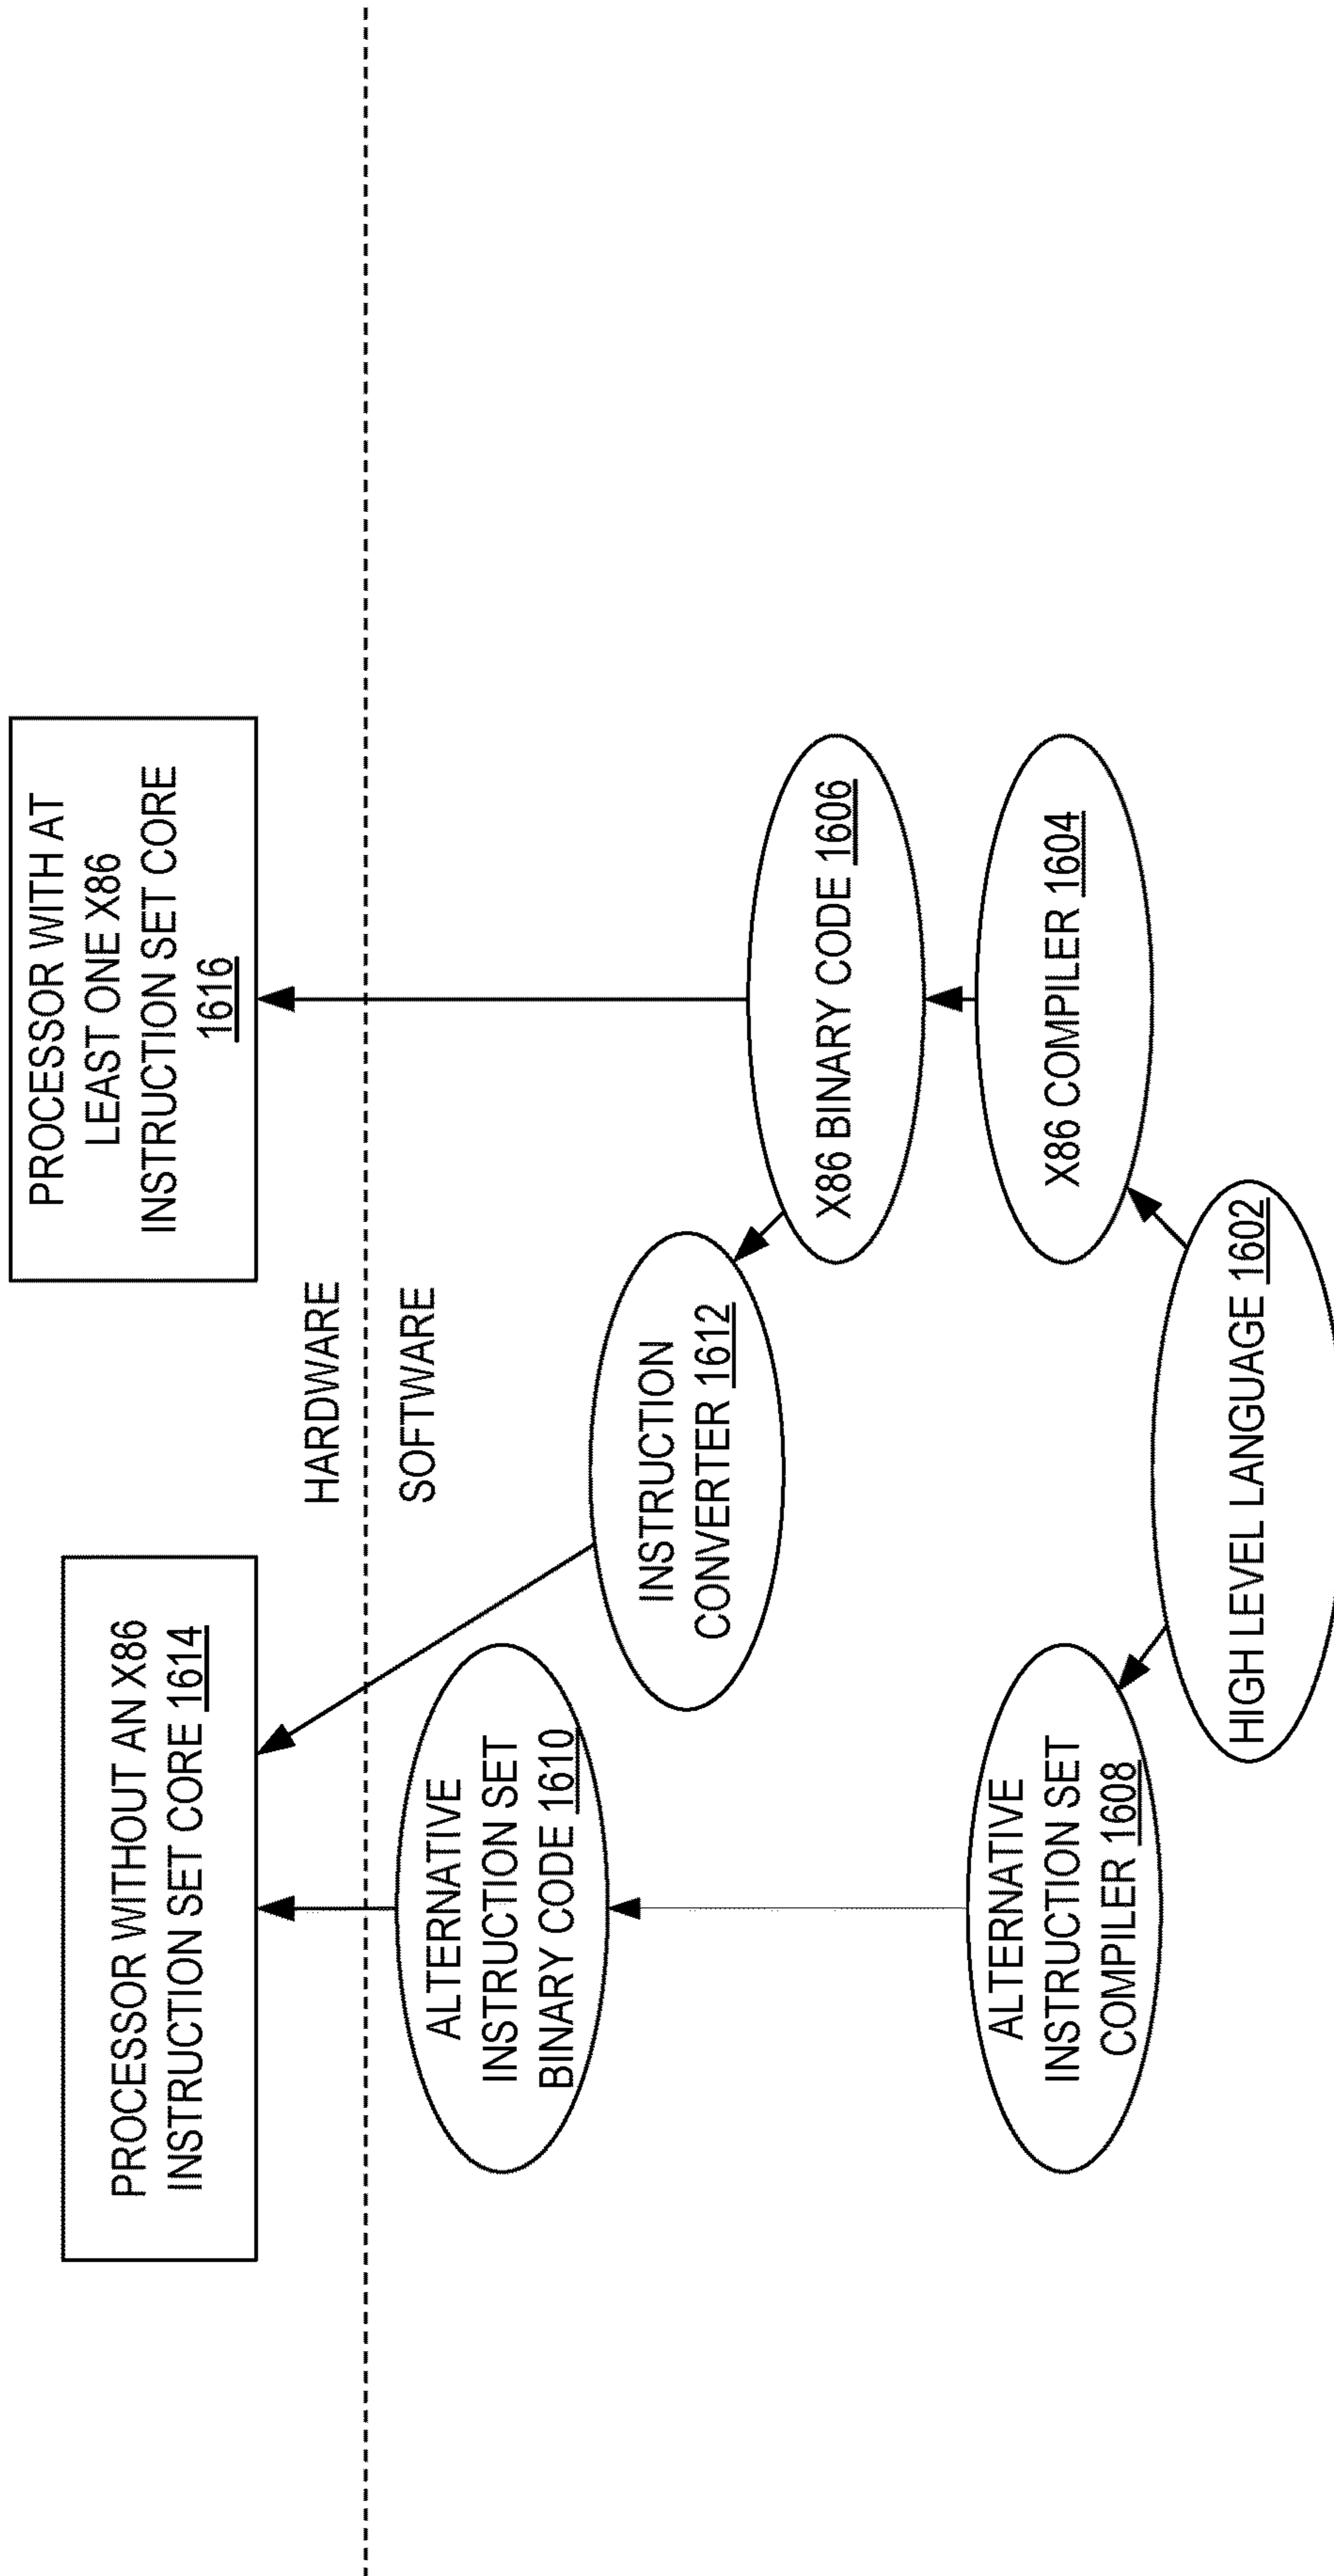 PROCESSOR WITHOUT AN X86
INSTRUCTION SET CORE 1614
PROCESSOR WITH AT
LEAST ONE X86
INSTRUCTION SET CORE
1616
HARDWARE
SOFTWARE
ALTERNATIVE
INSTRUCTION SET
BINARY CODE 1610
INSTRUCTION
CONVERTER 1612
X86 BINARY CODE 1606
ALTERNATIVE
INSTRUCTION SET
COMPILER 1608
X86 COMPILER 1604
HIGH LEVEL LANGUAGE 1602